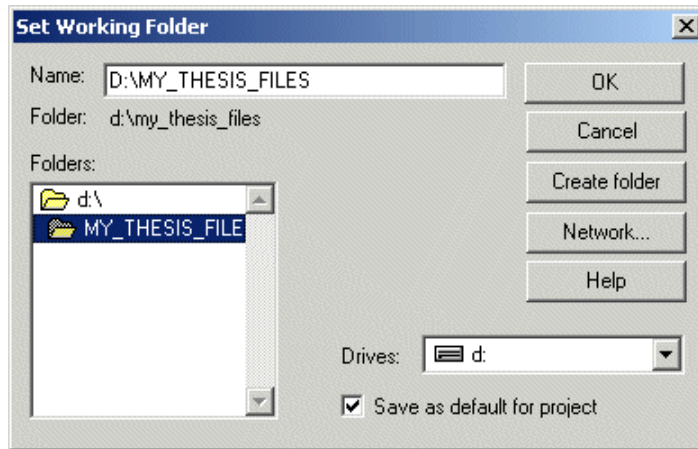 Set Working Folder
Name: D:\MY_THESIS_FILES
OK
Folder: d:\my_thesis_files
Cancel
Folders:
d:\
Create folder
MY_THESIS_FILE
Network...
Help
Drives: d:
Save as default for project